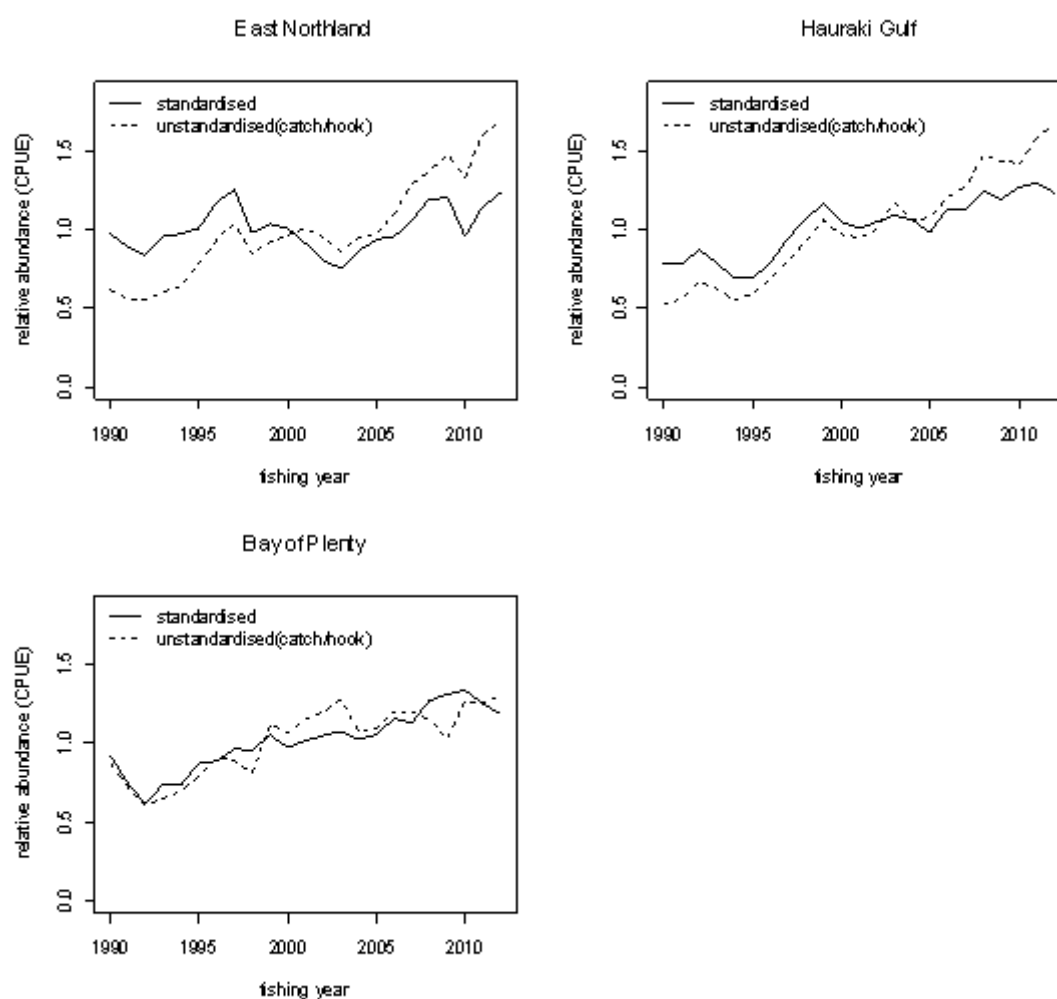 East Northland
standardised
unstandardised(catch/hook)
relative abundance (CPUE)
0.0 0.5 1.0 1.5
1990 1995 2000 2005 2010
fishing year
Hauraki Gulf
standardised
unstandardised(catch/hook)
relative abundance (CPUE)
0.0 0.5 1.0 1.5
1990 1995 2000 2005 2010
fishing year
Bay of Plenty
standardised
unstandardised(catch/hook)
relative abundance (CPUE)
0.0 0.5 1.0 1.5
1990 1995 2000 2005 2010
fishing year